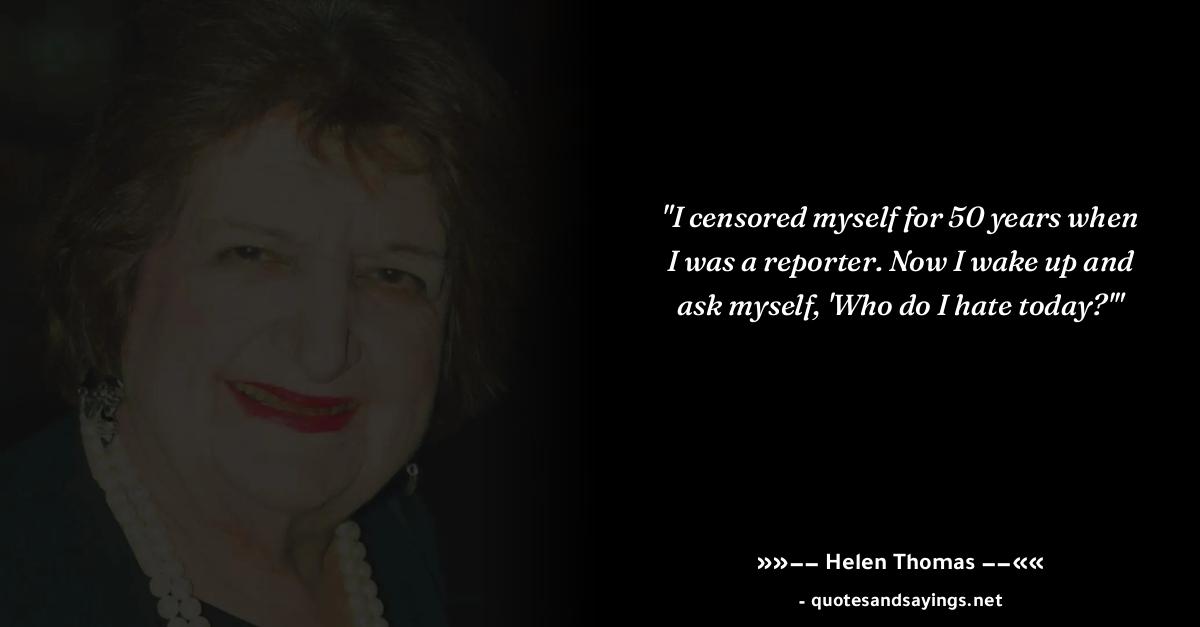 "I censored myself for 50 years when
I was a reporter. Now I wake up and
ask myself, 'Who do I hate today?'"
»»–– Helen Thomas ––««
- quotesandsayings.net